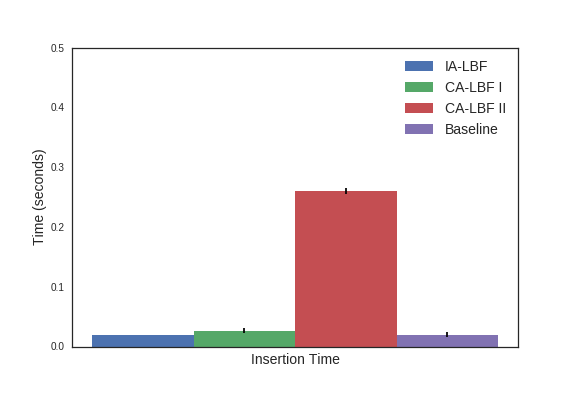 0.5
0.4
0.3
0.2
0.1
0.0
Time (seconds)
Insertion Time
IA-LBF
CA-LBF I
CA-LBF II
Baseline